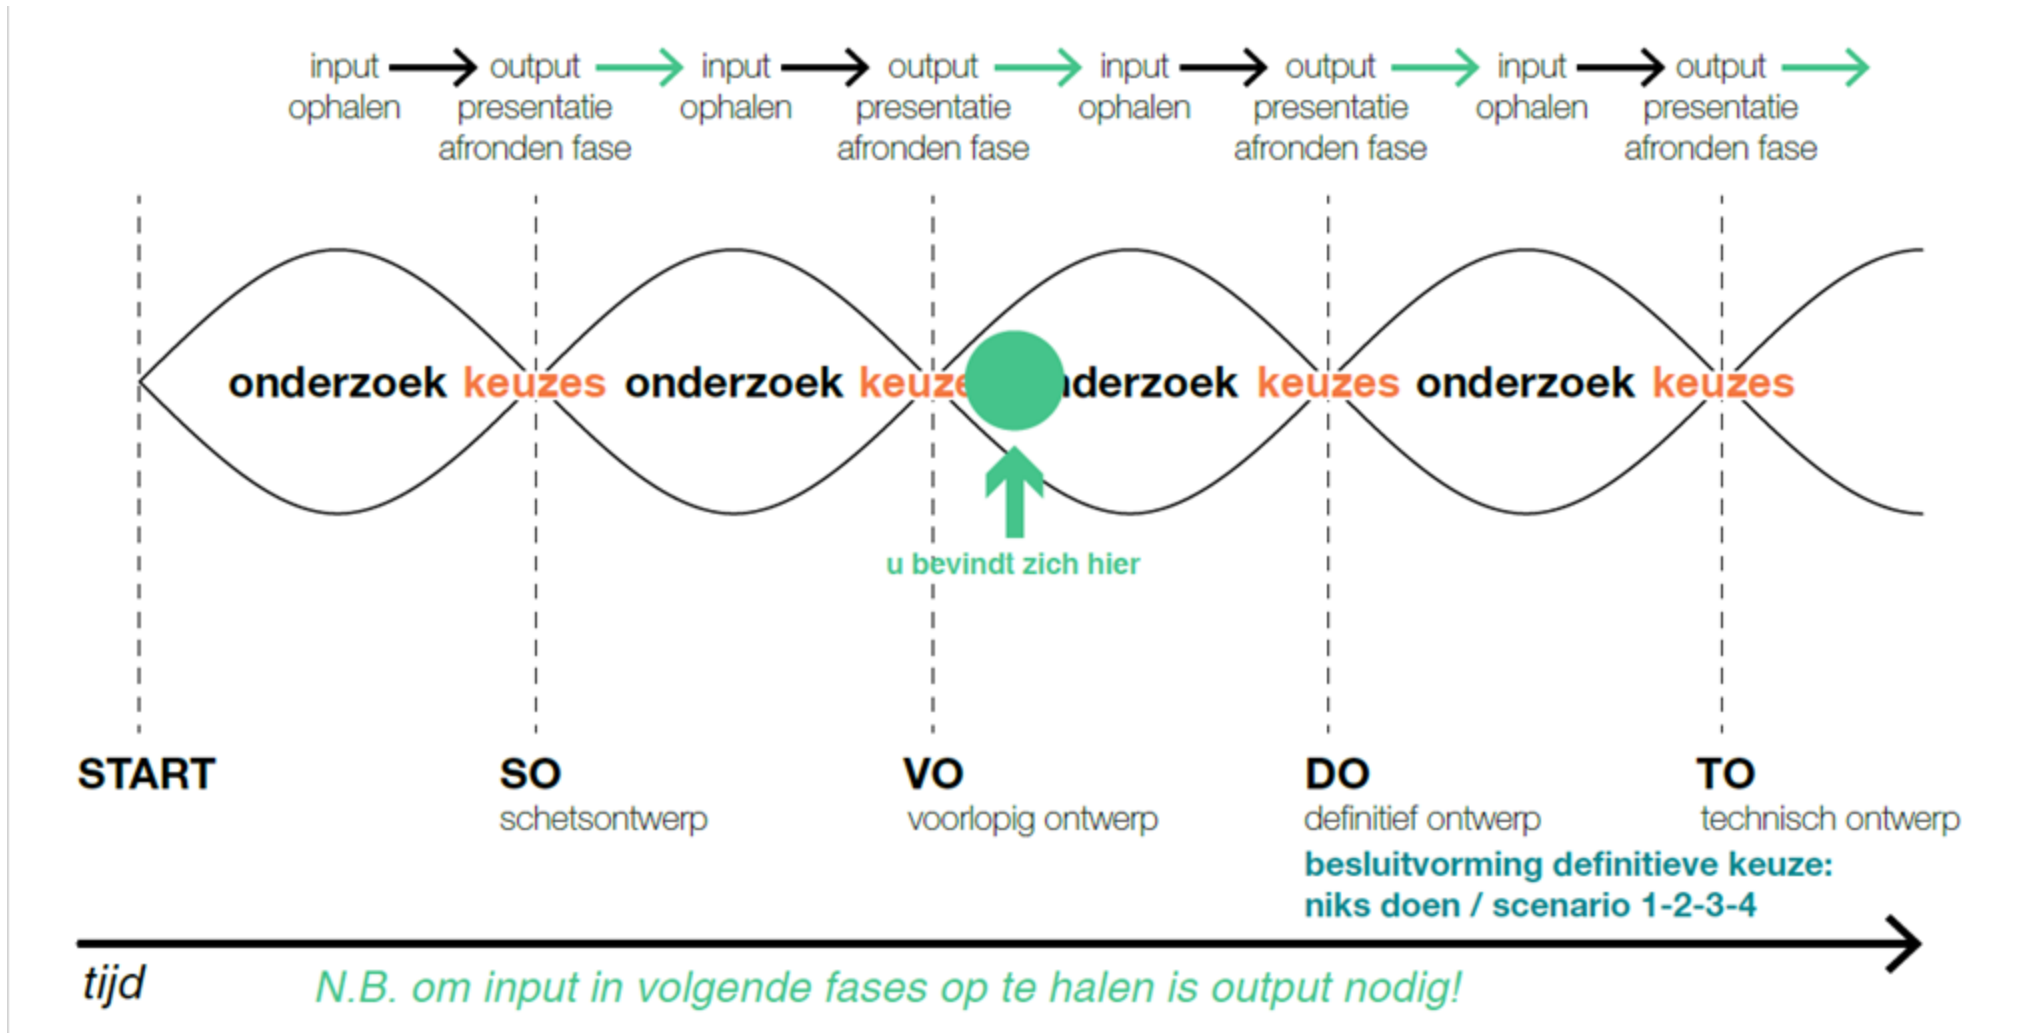 input output input output input output input output
ophalen presentatie ophalen presentatie ophalen presentatie ophalen presentatie
afronden fase afronden fase afronden fase afronden fase
onderzoek keuzes onderzoek keuze derzoek keuzes onderzoek keuzes
u bevindt zich hier
START SO VO DO TO
schetsontwerp voorlopig ontwerp definitief ontwerp technisch ontwerp
besluitvorming definitieve keuze:
niks doen / scenario 1-2-3-4
tijd N.B. om input in volgende fases op te halen is output nodig!